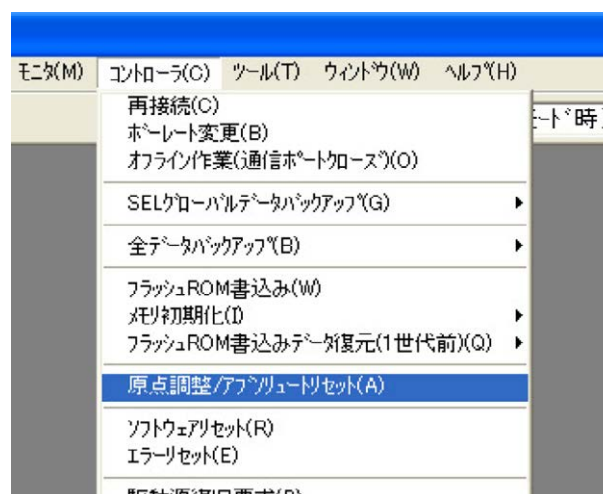 モニタ(M) コントローラ(C) ツール(T) ウィンドウ(W) ヘルプ(H)
再接続(C)
ボーレート変更(B)
オフライン作業(通信ポートクローズ)(O)
SELグローバルデータバックアップ(G)
全データバックアップ(B)
フラッシュROM書込み(W)
メモリ初期化(I)
フラッシュROM書込みデータ復元(1世代前)(Q)
原点調整/アブソリュートリセット(A)
ソフトウェアリセット(R)
エラーリセット(E)